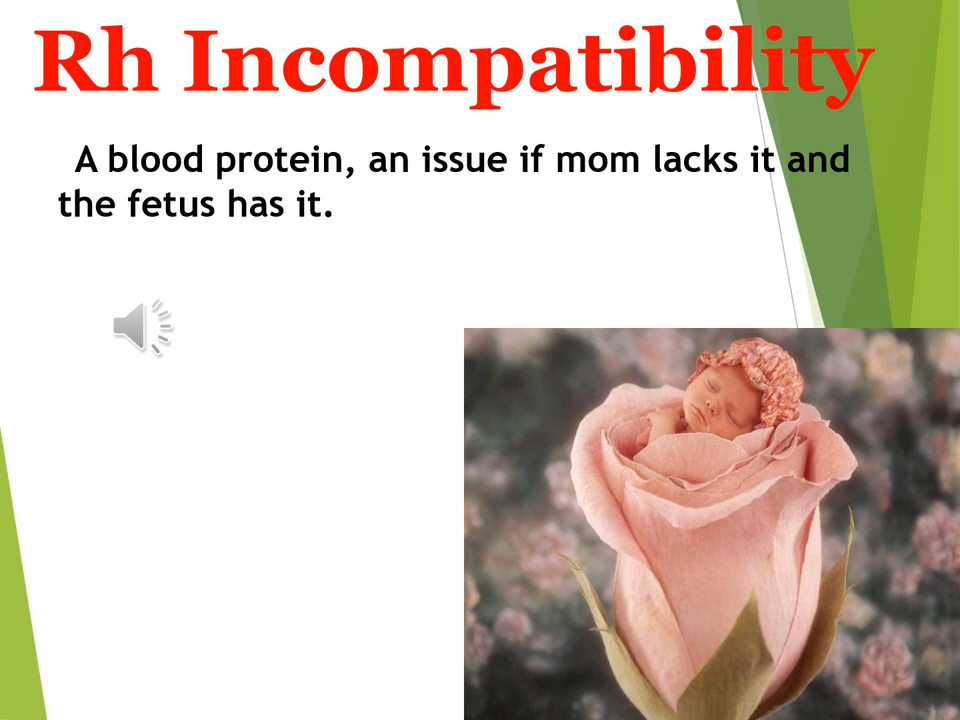 Rh Incompatibility
A blood protein, an issue if mom lacks it and
the fetus has it.